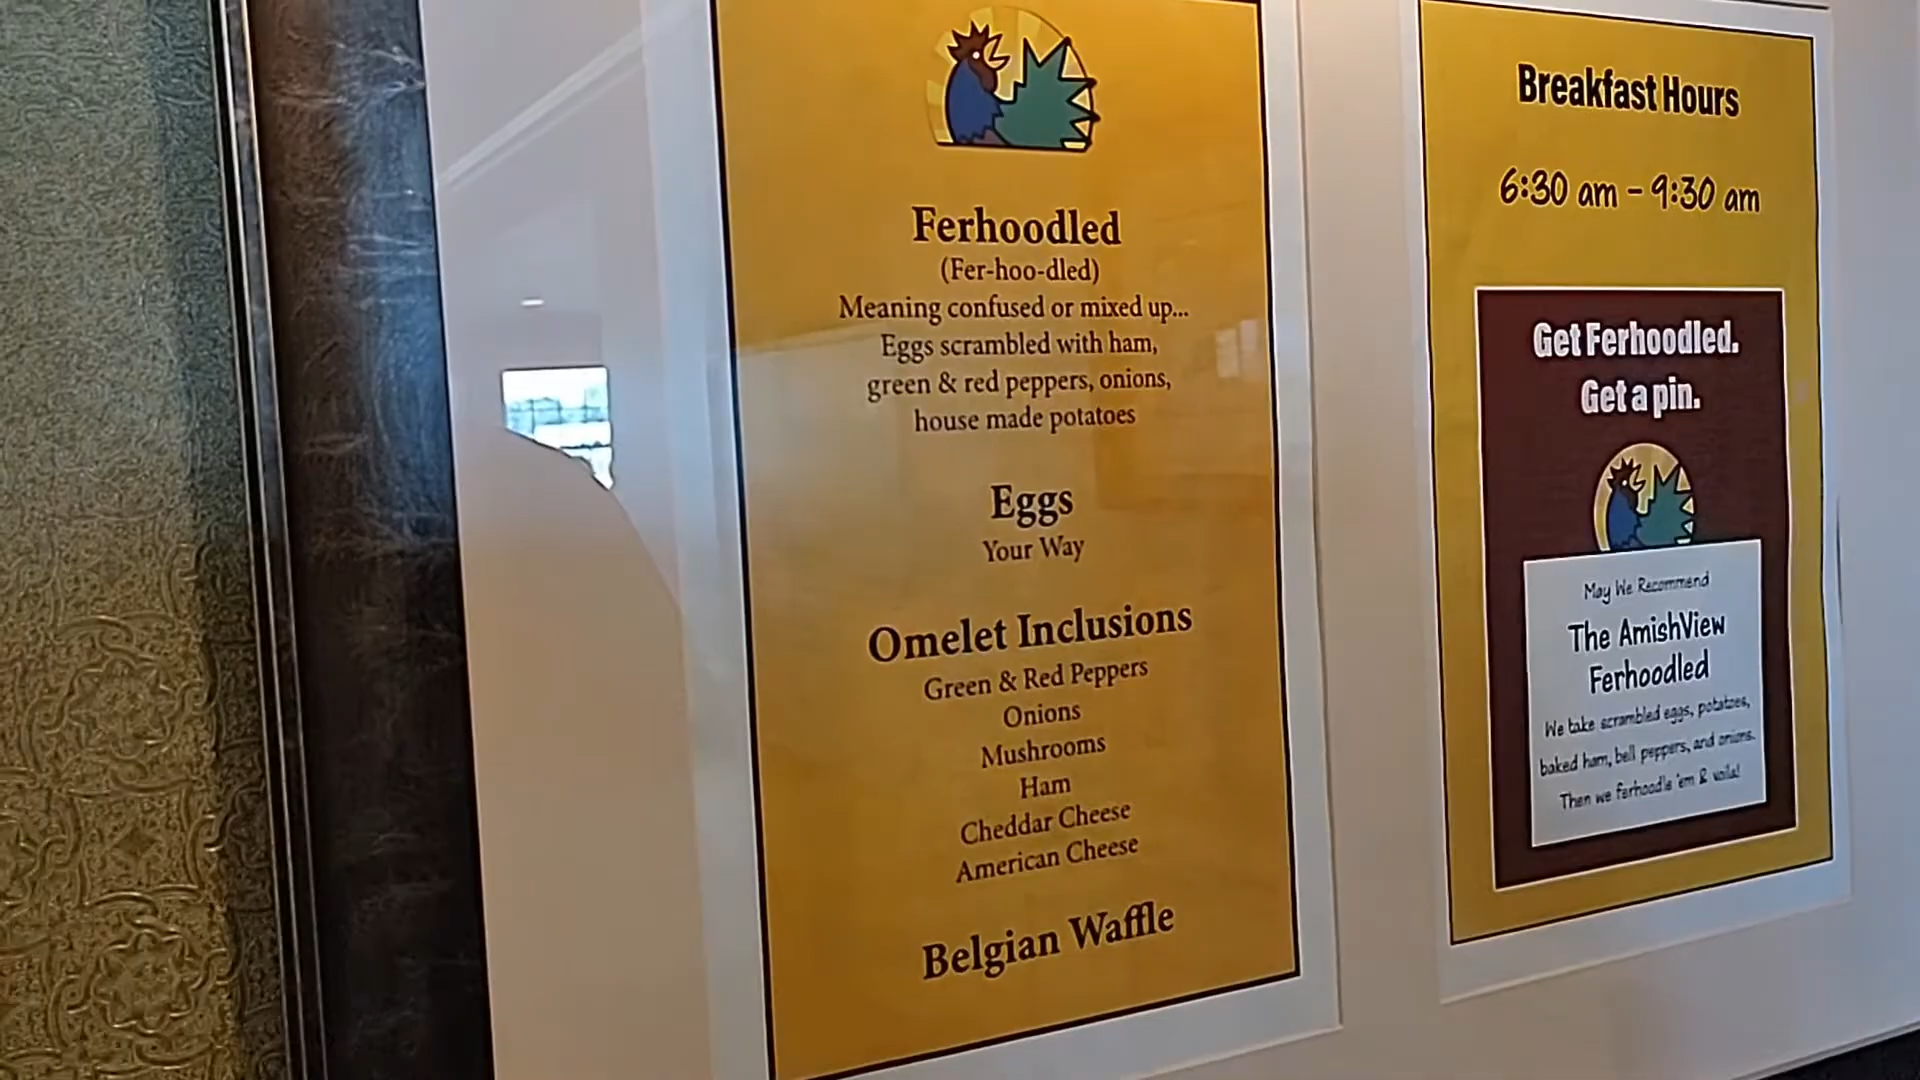 Ferhoodled
(Fer-hoo-dled)
Meaning confused or mixed up...
Eggs scrambled with ham,
green & red peppers, onions,
house made potatoes
Eggs
Your Way
Omelet Inclusions
Green & Red Peppers
Onions
Mushrooms
Ham
Cheddar Cheese
American Cheese
Belgian Waffle
Breakfast Hours
6:30 am - 9:30 am
Get Ferhoodled.
Get a pin.
May We Recommend
The AmishView
Ferhoodled
We take scrambled eggs, potatoes,
baked ham, bell peppers, and onions.
Then we ferhoodle 'em & voila!